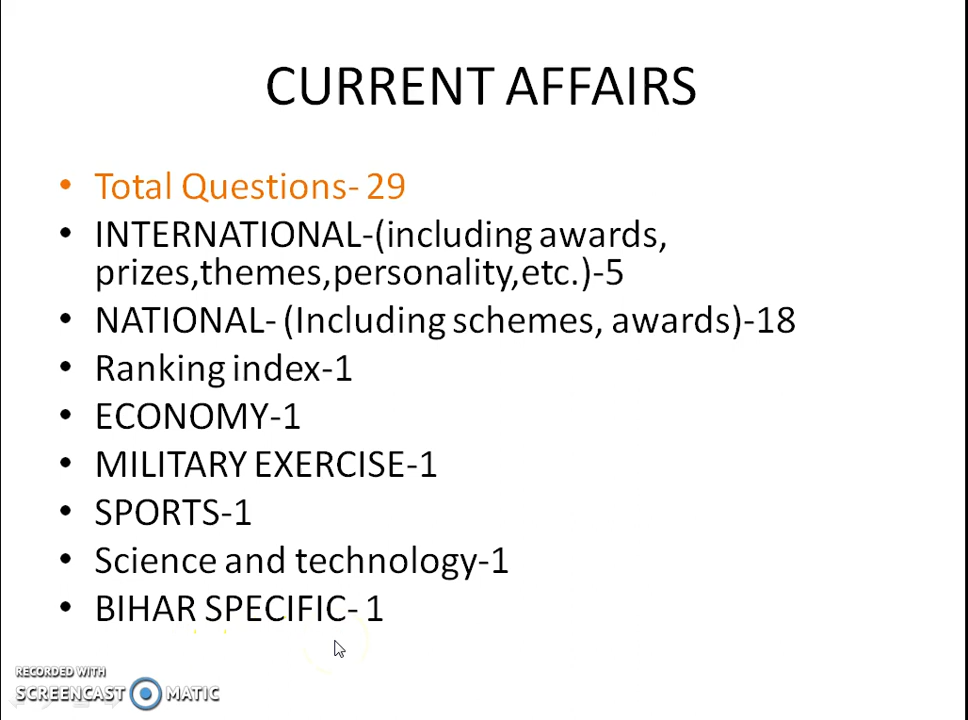 CURRENT AFFAIRS
• Total Questions- 29
• INTERNATIONAL-(including awards,
prizes,themes,personality,etc.)-5
• NATIONAL- (Including schemes, awards)-18
• Ranking index-1
• ECONOMY-1
• MILITARY EXERCISE-1
• SPORTS-1
• Science and technology-1
• BIHAR SPECIFIC- 1
RECORDED WITH
SCREENCAST MATIC